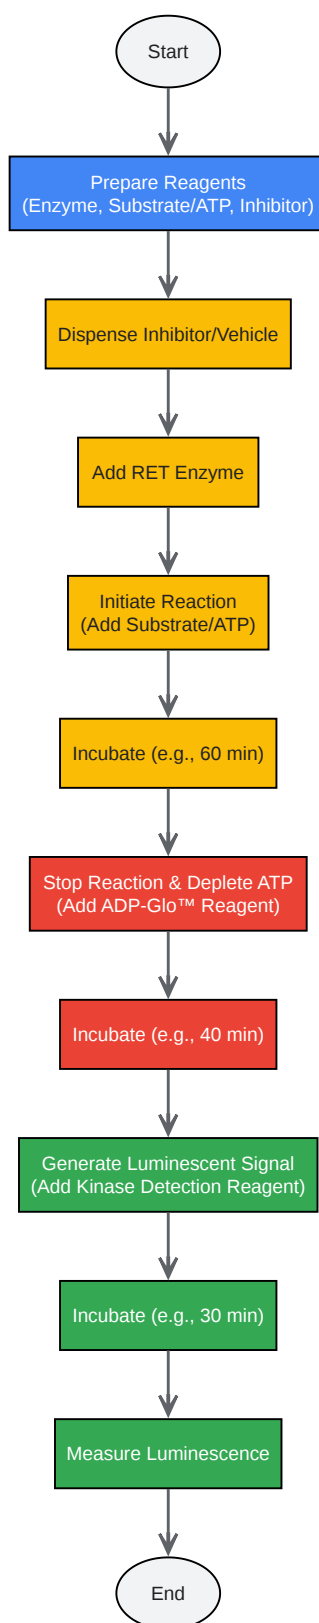 Start
Prepare Reagents
(Enzyme, Substrate/ATP, Inhibitor)
Dispense Inhibitor/Vehicle
Add RET Enzyme
Initiate Reaction
(Add Substrate/ATP)
Incubate (e.g., 60 min)
Stop Reaction & Deplete ATP
(Add ADP-Glo™ Reagent)
Incubate (e.g., 40 min)
Generate Luminescent Signal
(Add Kinase Detection Reagent)
Incubate (e.g., 30 min)
Measure Luminescence
End